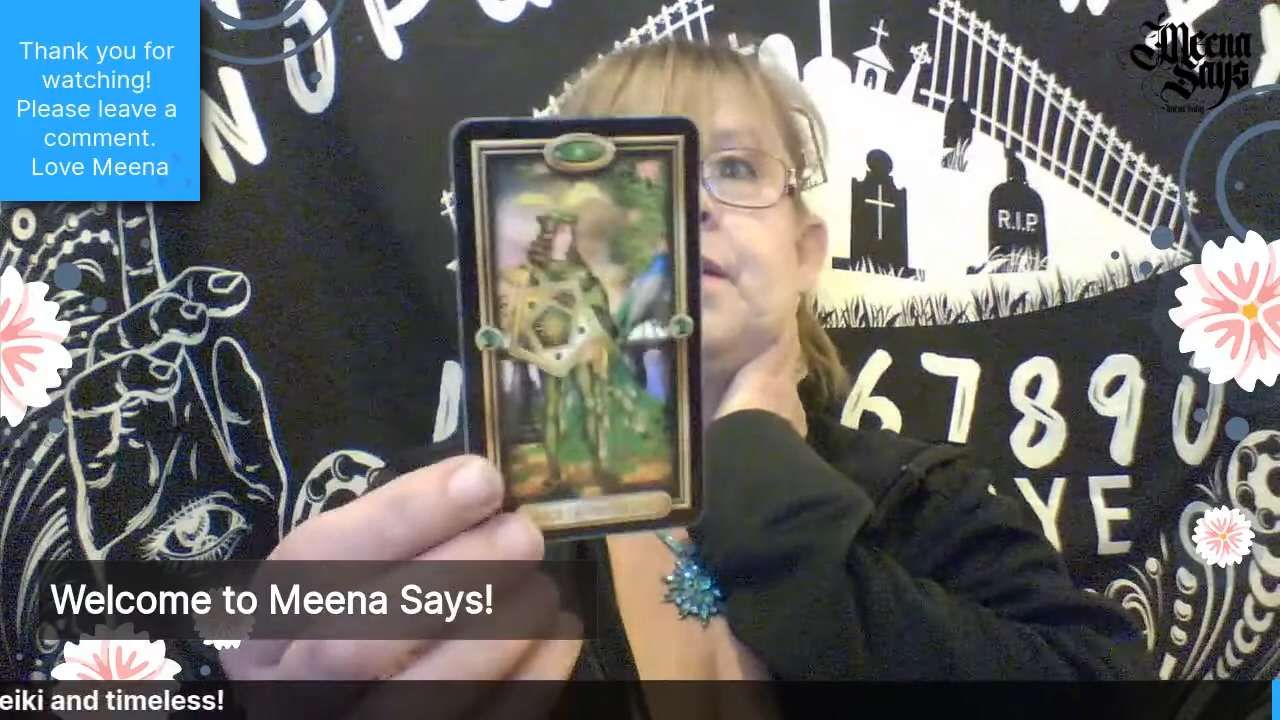 Thank you for
watching!
Please leave a
comment.
Love Meena
Meena
Says
R.I.P
67890
YE
Welcome to Meena Says!
eiki and timeless!